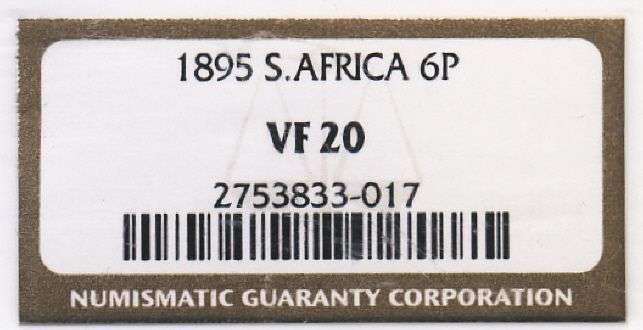 1895 S.AFRICA 6P
VF 20
2753833-017
NUMISMATIC GUARANTY CORPORATION